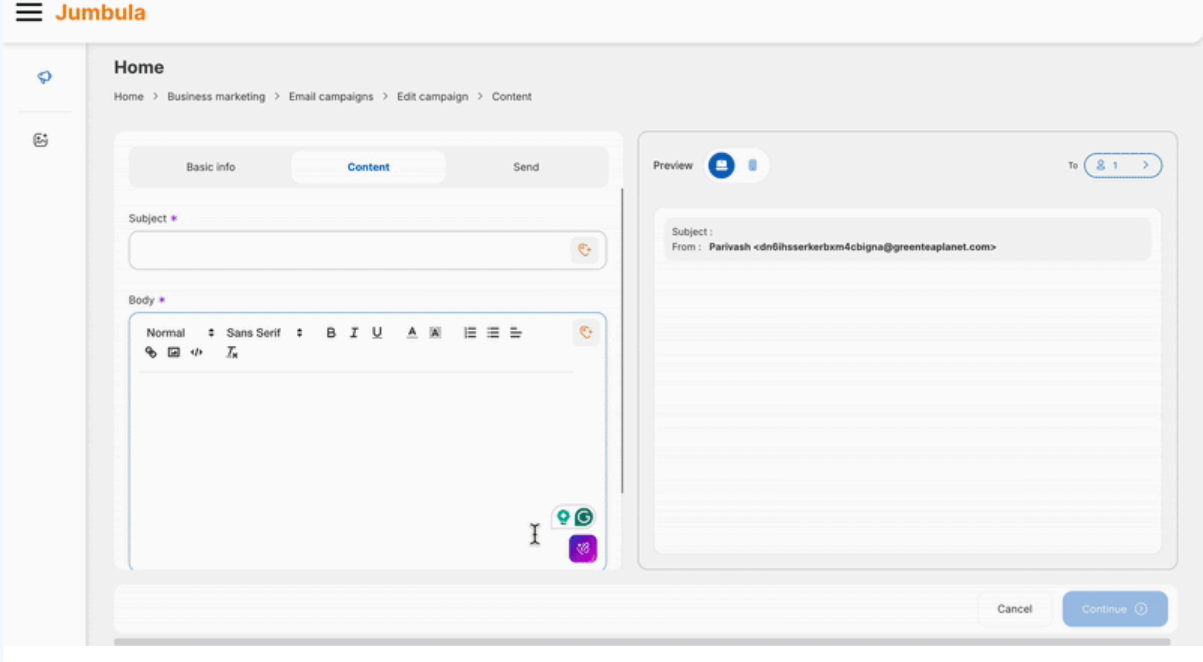 Jumbula
Home
Home > Business marketing > Email campaigns > Edit campaign > Content
Basic info Content Send
Subject *
Body *
Normal Sans Serif B I U A A
Preview
To 1 >
Subject :
From : Parivash <dn6ihsserkerbxm4cbigna@greenteaplanet.com>
Cancel Continue